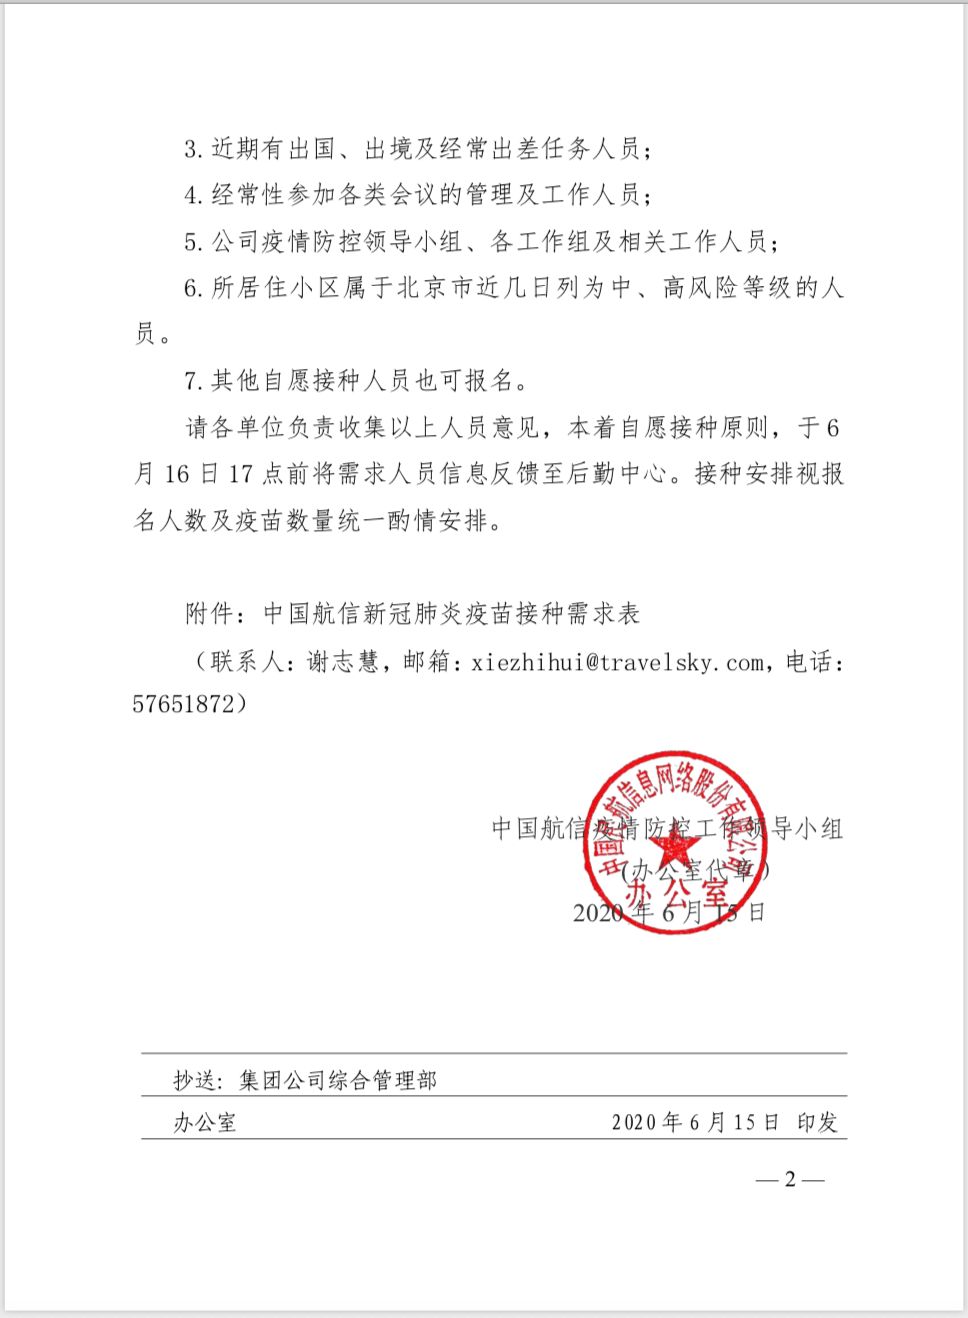 3.近期有出国、出境及经常出差任务人员；
4.经常性参加各类会议的管理及工作人员；
5.公司疫情防控领导小组、各工作组及相关工作人员；
6.所居住小区属于北京市近几日列为中、高风险等级的人
员。
7.其他自愿接种人员也可报名。
请各单位负责收集以上人员意见，本着自愿接种原则，于6
月16日17点前将需求人员信息反馈至后勤中心。接种安排视报
名人数及疫苗数量统一酌情安排。
附件：中国航信新冠肺炎疫苗接种需求表
（联系人：谢志慧，邮箱：xiezhihui@travelsky.com，电话：
57651872）
中国民航信息网络股份有限公司
中国航信疫情防控工作领导小组
(办公室代章)
办公室
2020年6月15日
抄送：集团公司综合管理部
办公室 2020年6月15日 印发
— 2 —